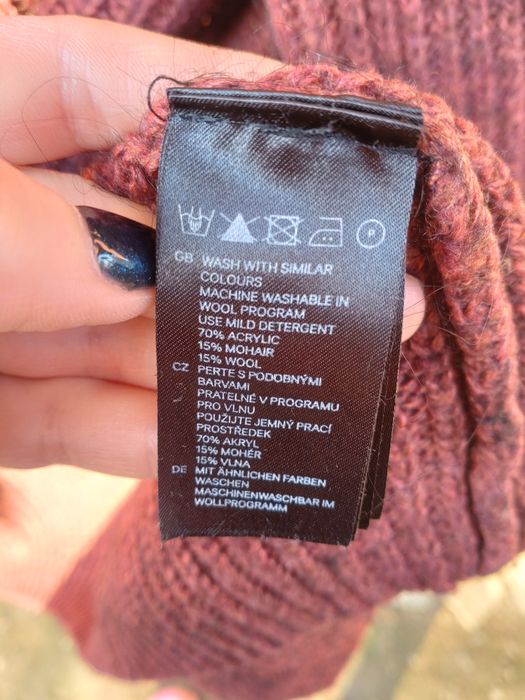 GB WASH WITH SIMILAR
COLOURS
MACHINE WASHABLE IN
WOOL PROGRAM
USE MILD DETERGENT
70% ACRYLIC
15% MOHAIR
15% WOOL
CZ PERTE S PODOBNÝMI
BARVAMI
PRATELNÉ V PROGRAMU
PRO VLNU
POUŽIJTE JEMNÝ PRACÍ
PROSTŘEDEK
70% AKRYL
15% MOHÉR
15% VLNA
DE MIT ÄHNLICHEN FARBEN
WASCHEN
MASCHINENWASCHBAR IM
WOLLPROGRAMM